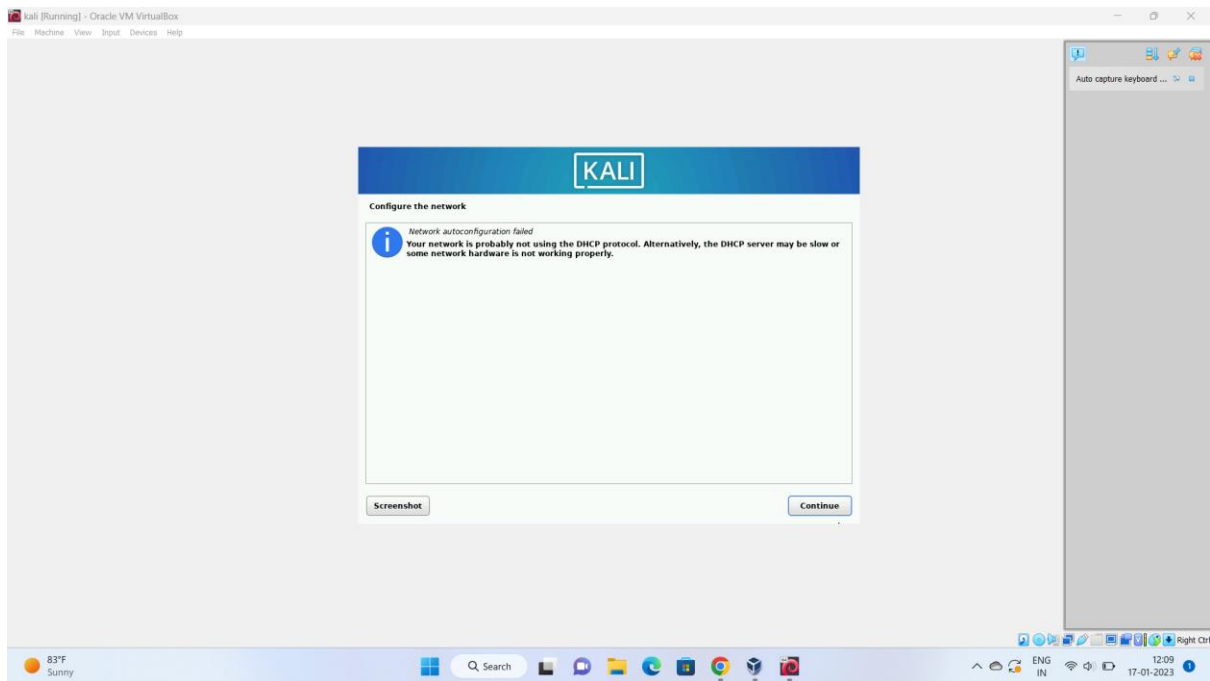 kali [Running] - Oracle VM VirtualBox
File Machine View Input Devices Help
Auto capture keyboard ...
KALI
Configure the network
Network autoconfiguration failed
Your network is probably not using the DHCP protocol. Alternatively, the DHCP server may be slow or
some network hardware is not working properly.
Screenshot
Continue
Right Ctrl
83°F
Sunny
Search
ENG
IN
12:09
17-01-2023
1